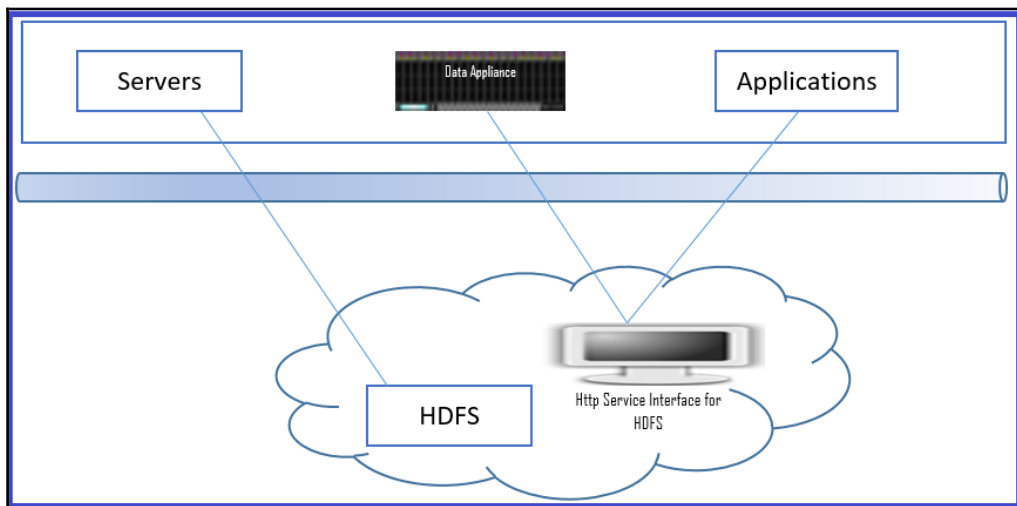 Servers
Data Appliance
Applications
HDFS
Http Service Interface for
HDFS